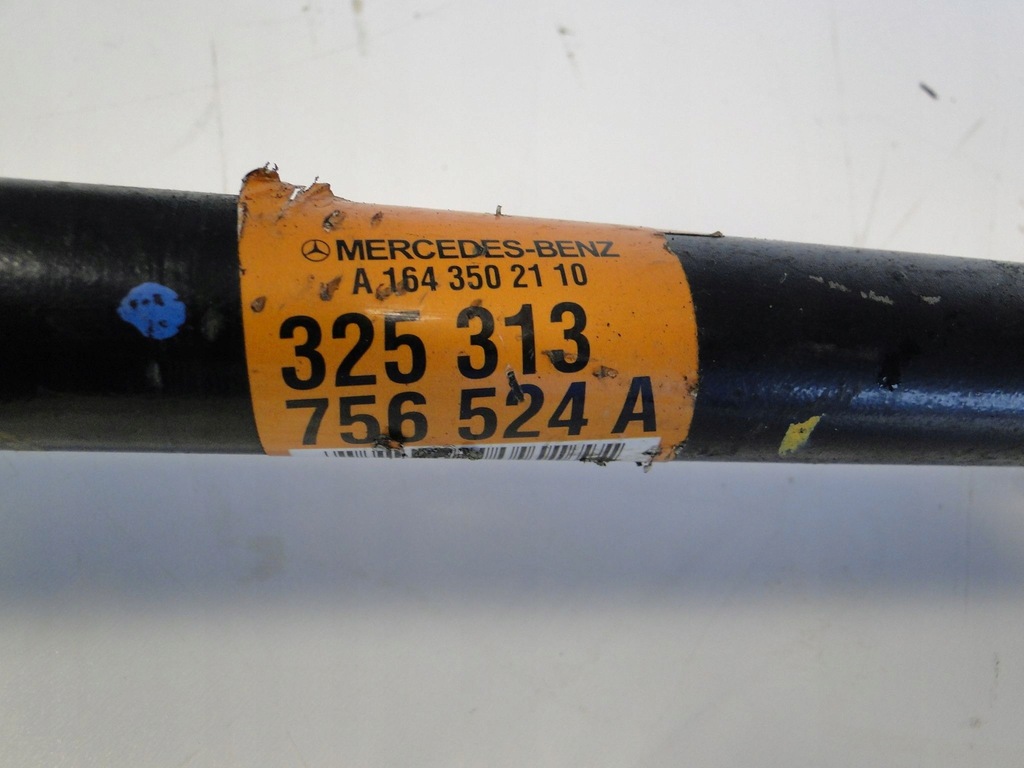 MERCEDES-BENZ
A 164 350 21 10
325 313
756 524 A